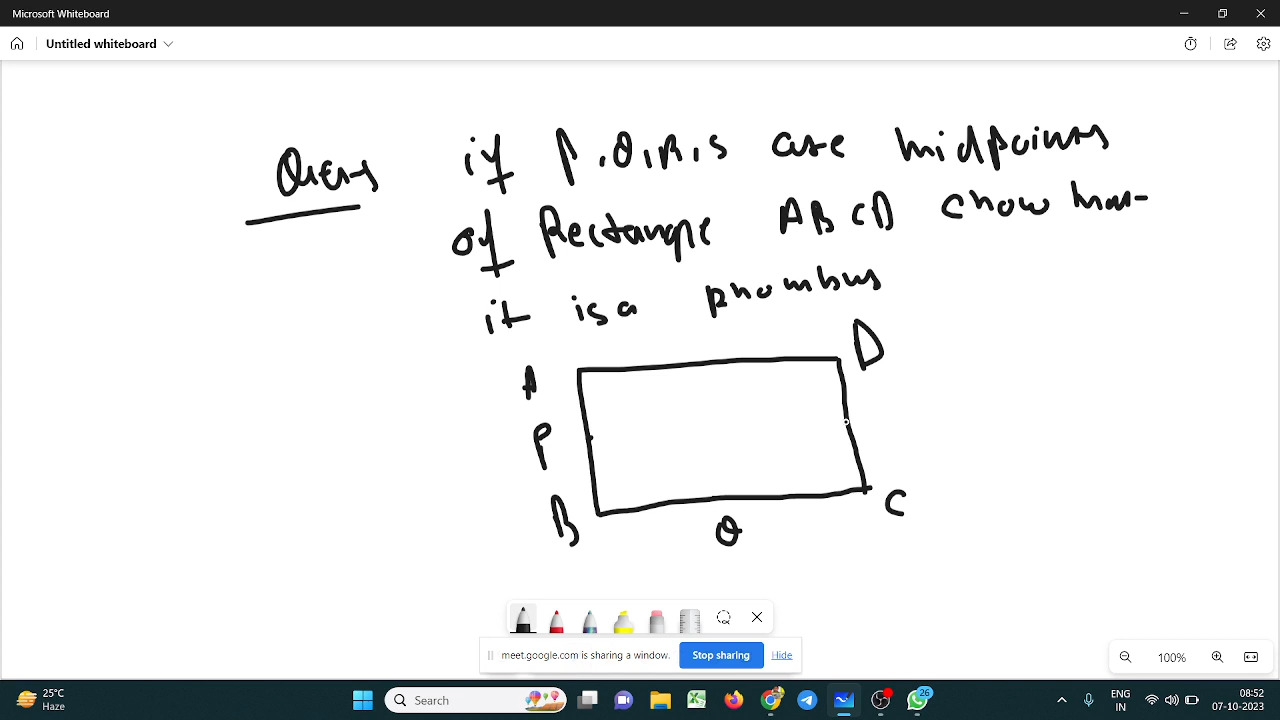 Microsoft Whiteboard
Untitled whiteboard
Ques if P, Q, R, S are midpoints
of Rectangle ABCD show that
it is a rhombus
A D
P
B Q C
meet.google.com is sharing a window. Stop sharing Hide
100%
25°C
Haze
Search
26
ENG
IN
08:52
07-10-2023